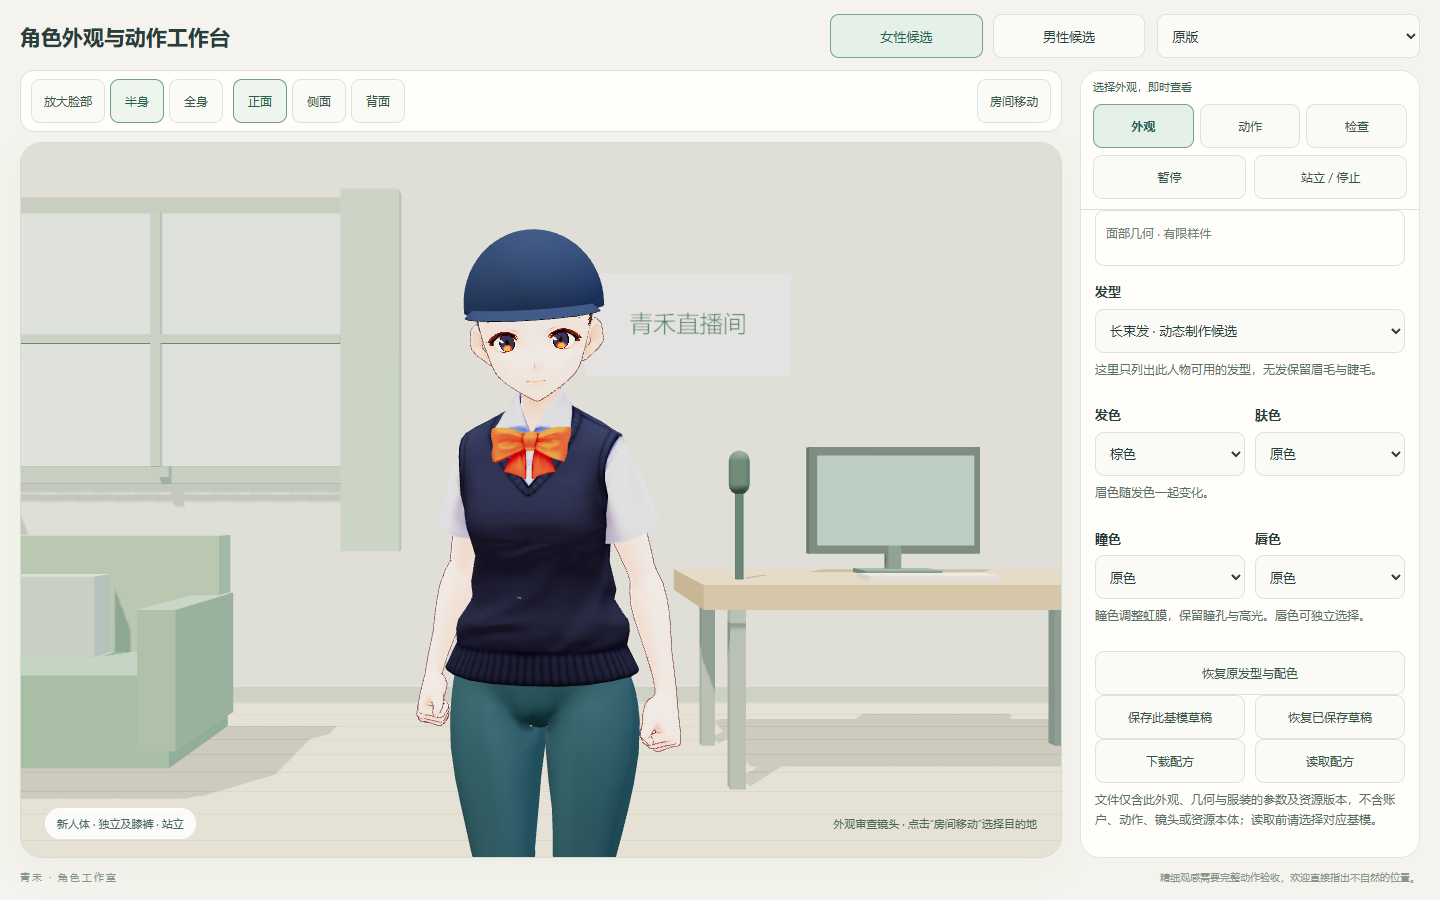 角色外观与动作工作台
女性候选
男性候选
原版
放大脸部
半身
全身
正面
侧面
背面
房间移动
选择外观，即时查看
外观
动作
检查
暂停
站立 / 停止
面部几何 · 有限样件
发型
长束发 · 动态制作候选
这里只列出此人物可用的发型，无发保留眉毛与睫毛。
发色
肤色
棕色
原色
眉色随发色一起变化。
瞳色
唇色
原色
原色
瞳色调整虹膜，保留瞳孔与高光。唇色可独立选择。
恢复原发型与配色
保存此基模草稿
恢复已保存草稿
下载配方
读取配方
文件仅含此外观、几何与服装的参数及资源版本，不含账
户、动作、镜头或资源本体；读取前请选择对应基模。
青禾直播间
新人体 · 独立及膝裤 · 站立
外观审查镜头 · 点击“房间移动”选择目的地
青禾 · 角色工作室
精细观感需要完整动作验收，欢迎直接指出不自然的位置。